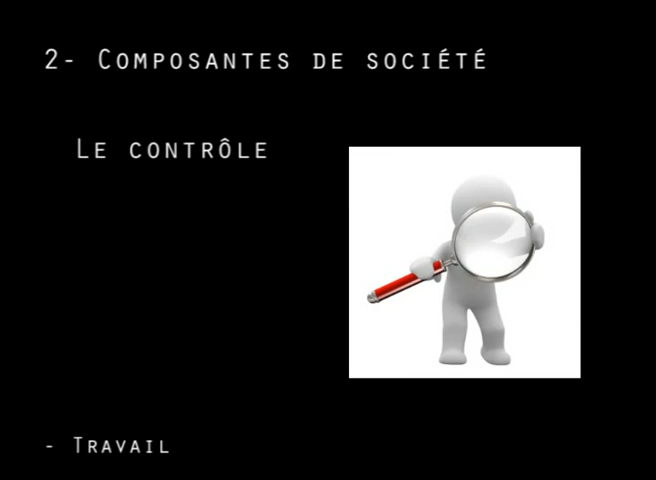 2- Composantes de société
Le contrôle
- Travail